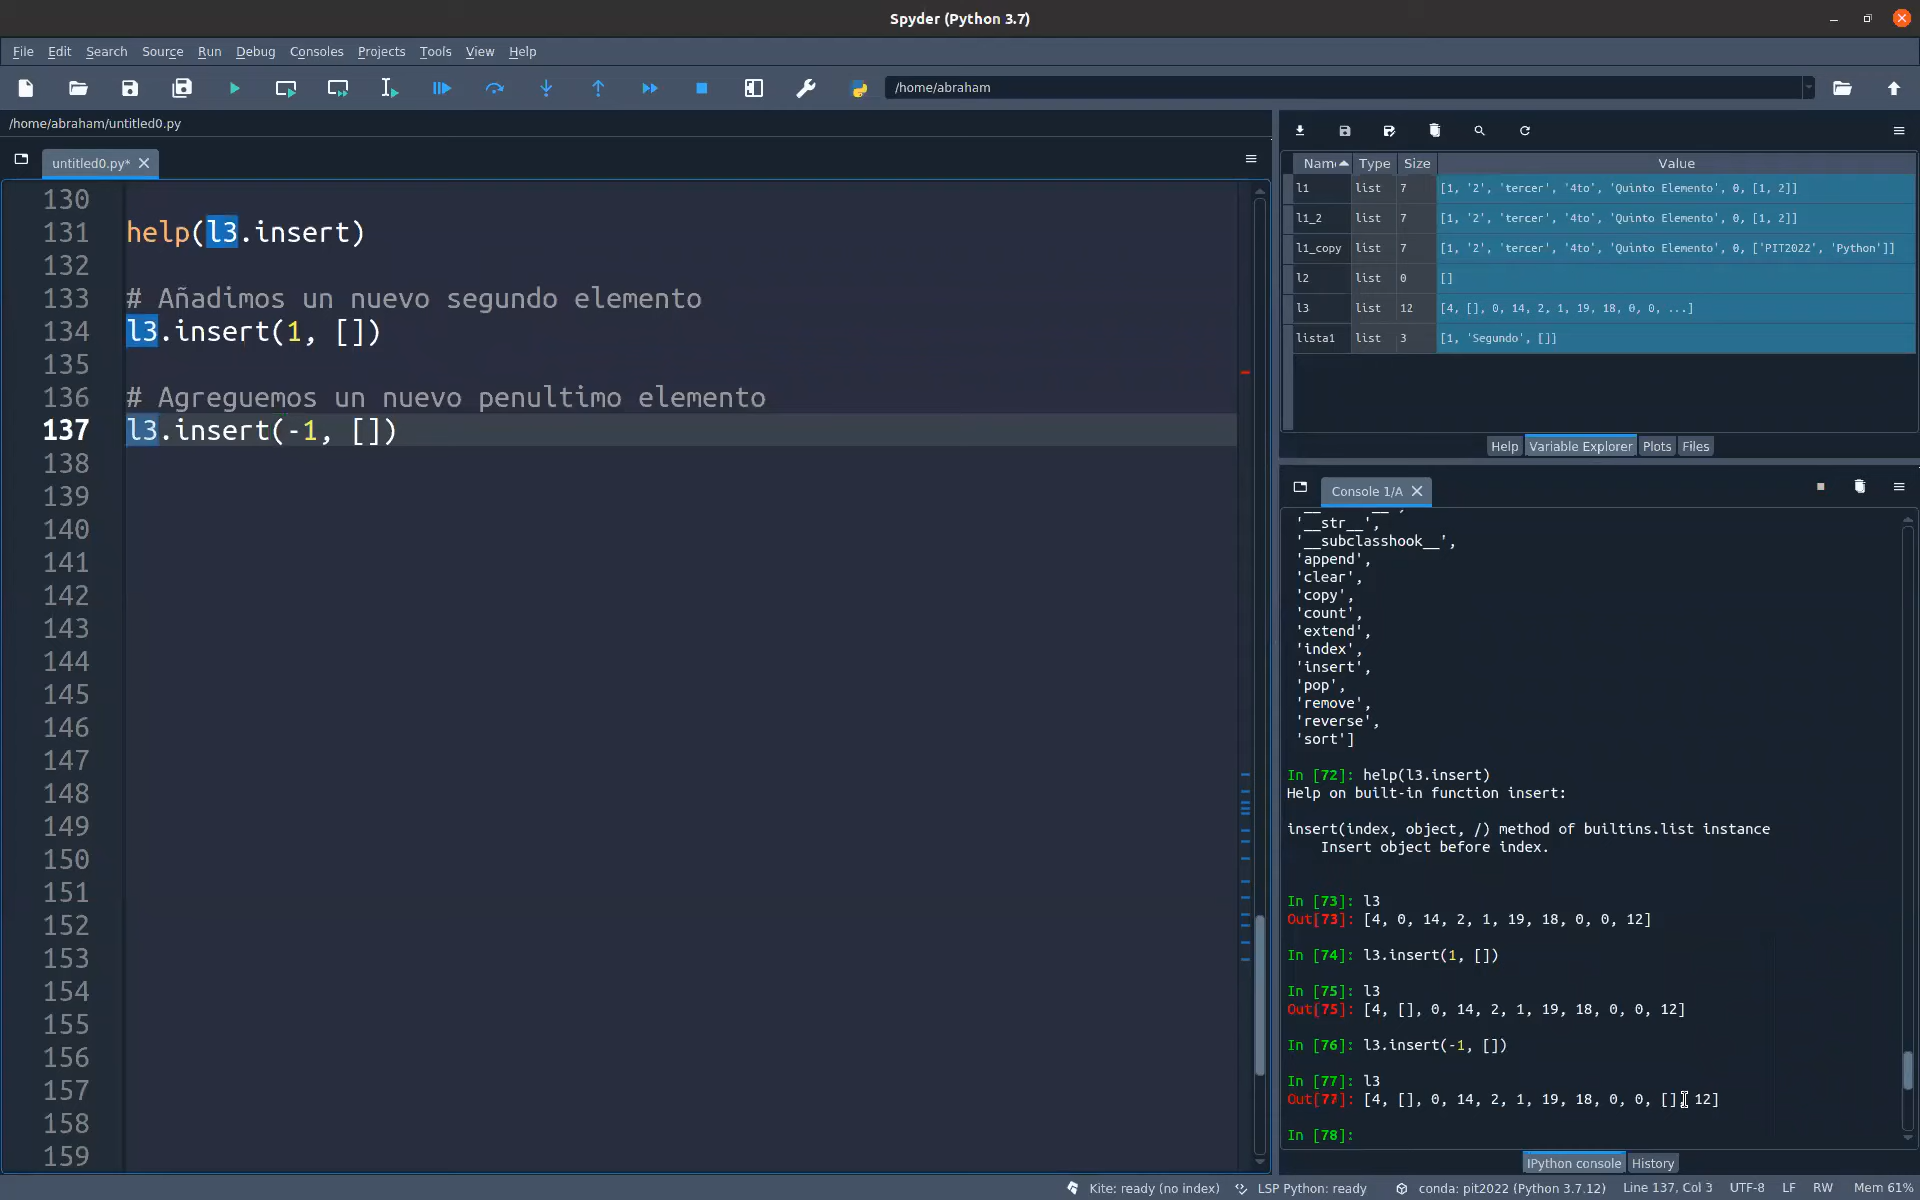 Spyder (Python 3.7)
File Edit Search Source Run Debug Consoles Projects Tools View Help
/home/abraham
/home/abraham/untitled0.py
untitled0.py*
130
131 help(l3.insert)
132
133 # Añadimos un nuevo segundo elemento
134 l3.insert(1, [])
135
136 # Agreguemos un nuevo penultimo elemento
137 l3.insert(-1, [])
138
139
140
141
142
143
144
145
146
147
148
149
150
151
152
153
154
155
156
157
158
159
Name Type Size Value
l1 list 7 [1, '2', 'tercer', '4to', 'Quinto Elemento', 0, [1, 2]]
l1_2 list 7 [1, '2', 'tercer', '4to', 'Quinto Elemento', 0, [1, 2]]
l1_copy list 7 [1, '2', 'tercer', '4to', 'Quinto Elemento', 0, ['PIT2022', 'Python']]
l2 list 0 []
l3 list 12 [4, [], 0, 14, 2, 1, 19, 18, 0, 0, ...]
lista1 list 3 [1, 'Segundo', []]
Help Variable Explorer Plots Files
Console 1/A
'__str__',
'__subclasshook__',
'append',
'clear',
'copy',
'count',
'extend',
'index',
'insert',
'pop',
'remove',
'reverse',
'sort']
In [72]: help(l3.insert)
Help on built-in function insert:
insert(index, object, /) method of builtins.list instance
Insert object before index.
In [73]: l3
Out[73]: [4, 0, 14, 2, 1, 19, 18, 0, 0, 12]
In [74]: l3.insert(1, [])
In [75]: l3
Out[75]: [4, [], 0, 14, 2, 1, 19, 18, 0, 0, 12]
In [76]: l3.insert(-1, [])
In [77]: l3
Out[77]: [4, [], 0, 14, 2, 1, 19, 18, 0, 0, [], 12]
In [78]:
IPython console History
Kite: ready (no index) LSP Python: ready conda: pit2022 (Python 3.7.12) Line 137, Col 3 UTF-8 LF RW Mem 61%